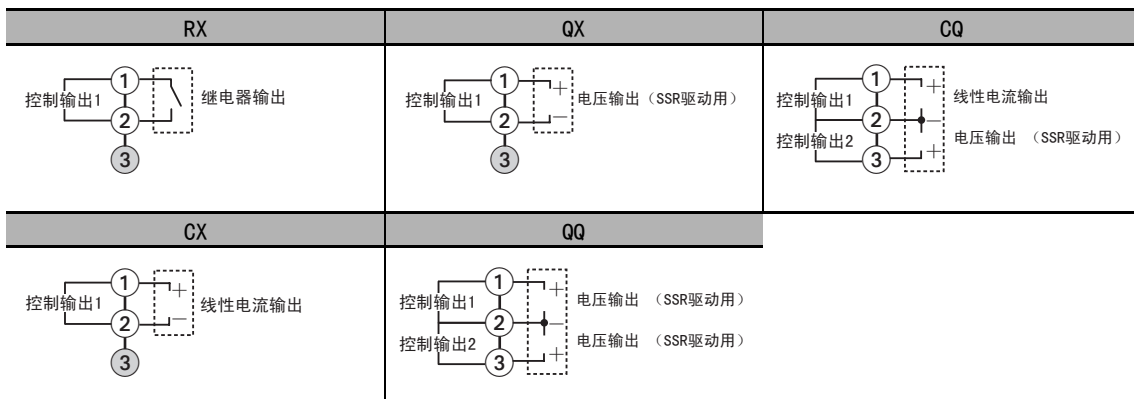 RX
QX
CQ
控制输出1
1
2
3
继电器输出
控制输出1
1
2
3
+
-
电压输出（SSR驱动用）
控制输出1
控制输出2
1
2
3
+
-
+
线性电流输出
电压输出 （SSR驱动用）
CX
QQ
控制输出1
1
2
3
+
-
线性电流输出
控制输出1
控制输出2
1
2
3
+
-
+
电压输出 （SSR驱动用）
电压输出 （SSR驱动用）